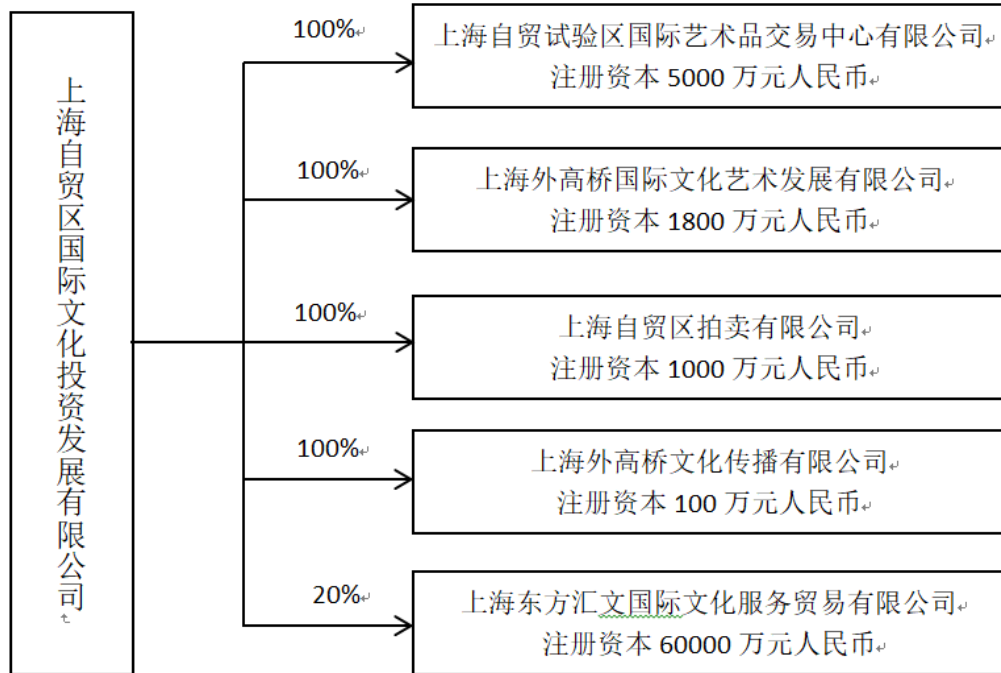 上海自贸区国际文化投资发展有限公司
100%
上海自贸试验区国际艺术品交易中心有限公司
注册资本 5000 万元人民币
100%
上海外高桥国际文化艺术发展有限公司
注册资本 1800 万元人民币
100%
上海自贸区拍卖有限公司
注册资本 1000 万元人民币
100%
上海外高桥文化传播有限公司
注册资本 100 万元人民币
20%
上海东方汇文国际文化服务贸易有限公司
注册资本 60000 万元人民币